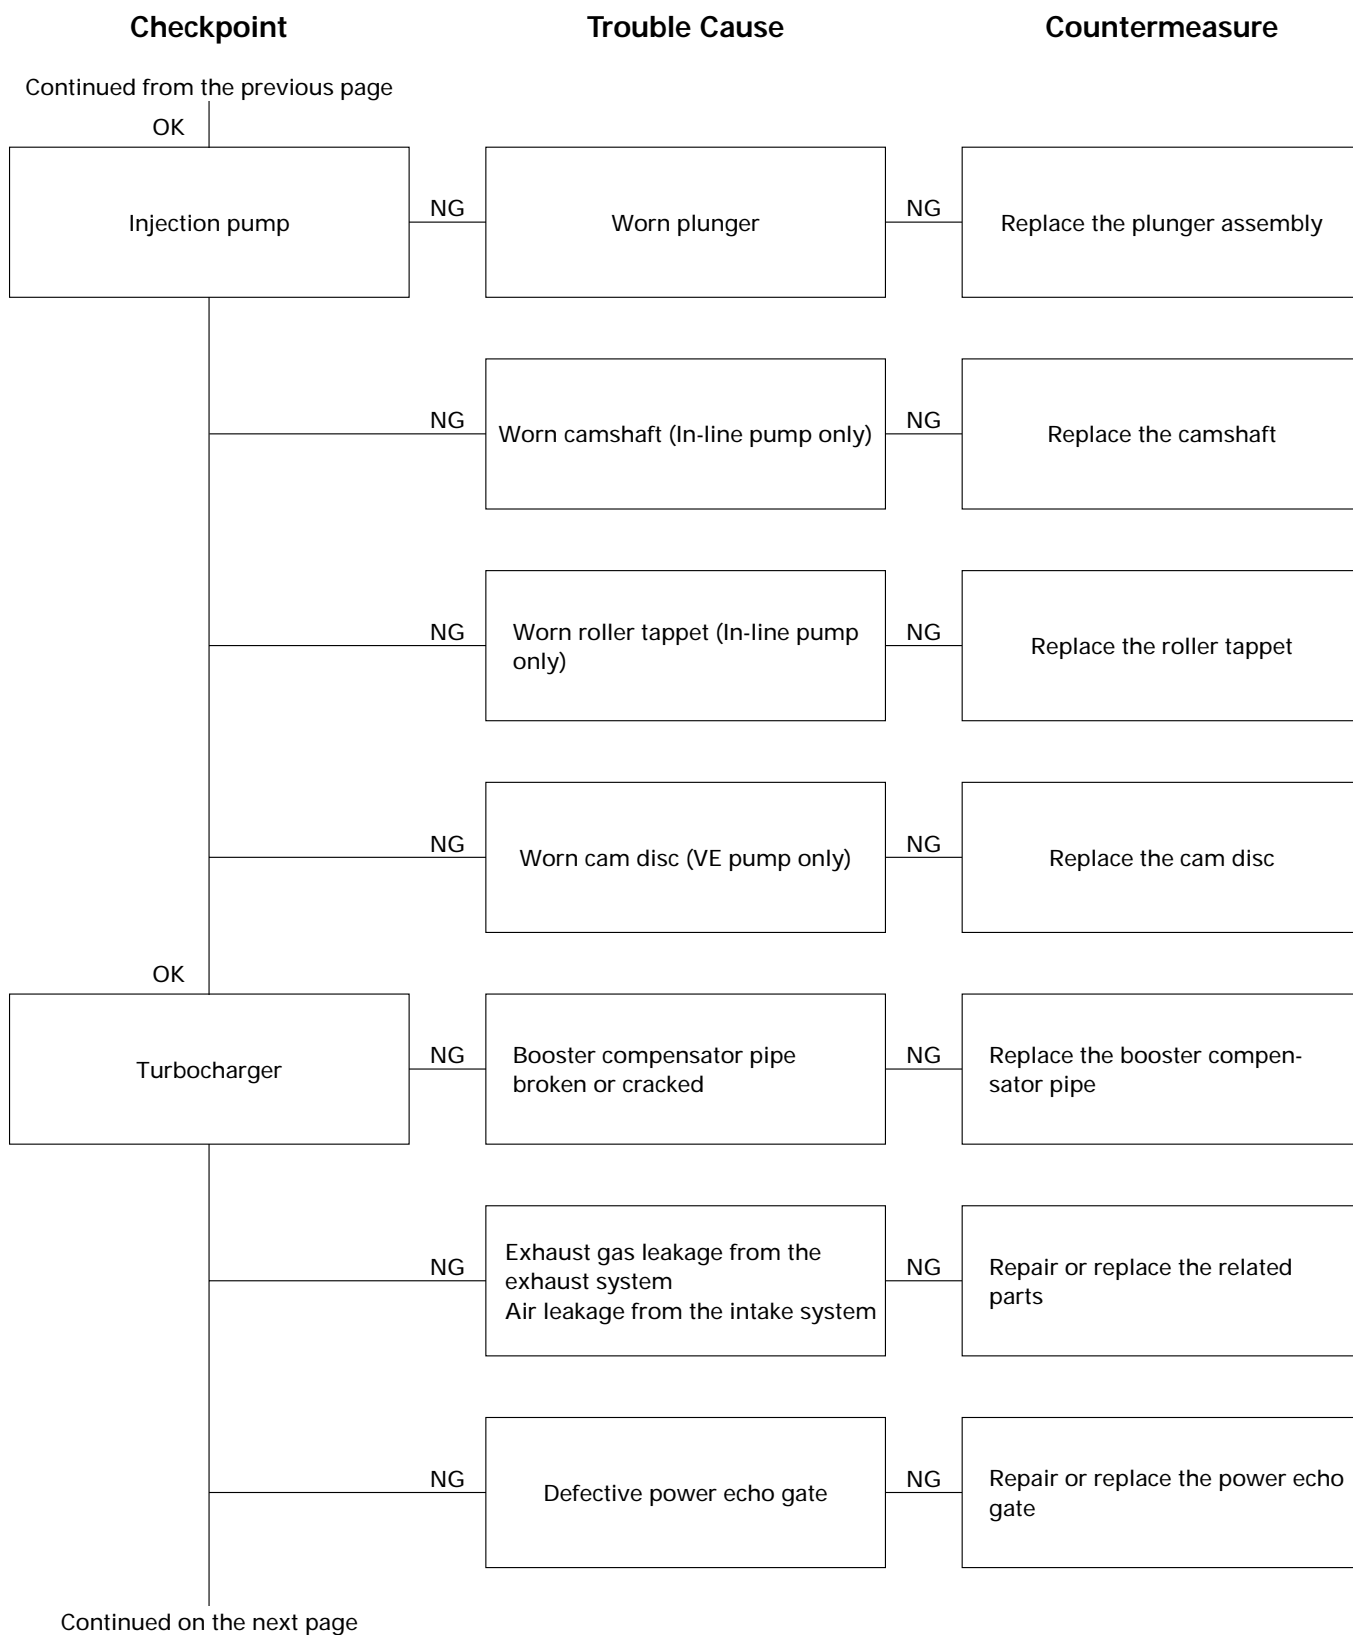 Checkpoint
Trouble Cause
Countermeasure
Continued from the previous page
OK
Injection pump
NG
Worn plunger
NG
Replace the plunger assembly
NG
Worn camshaft (In-line pump only)
NG
Replace the camshaft
NG
Worn roller tappet (In-line pump
only)
NG
Replace the roller tappet
NG
Worn cam disc (VE pump only)
NG
Replace the cam disc
OK
Turbocharger
NG
Booster compensator pipe
broken or cracked
NG
Replace the booster compen-
sator pipe
NG
Exhaust gas leakage from the
exhaust system
Air leakage from the intake system
NG
Repair or replace the related
parts
NG
Defective power echo gate
NG
Repair or replace the power echo
gate
Continued on the next page